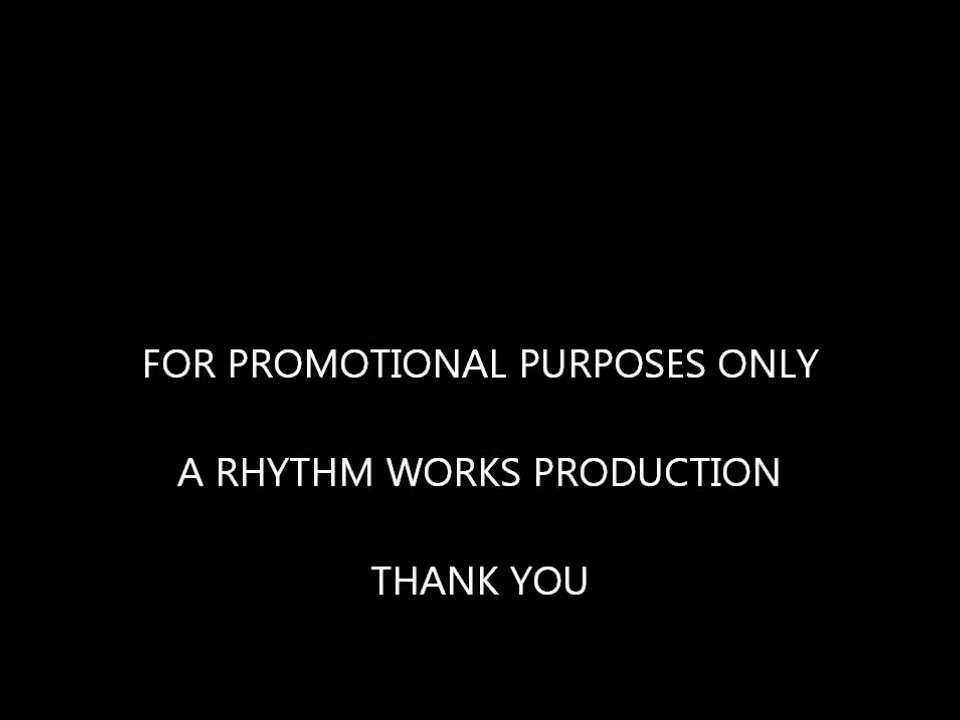 FOR PROMOTIONAL PURPOSES ONLY
A RHYTHM WORKS PRODUCTION
THANK YOU